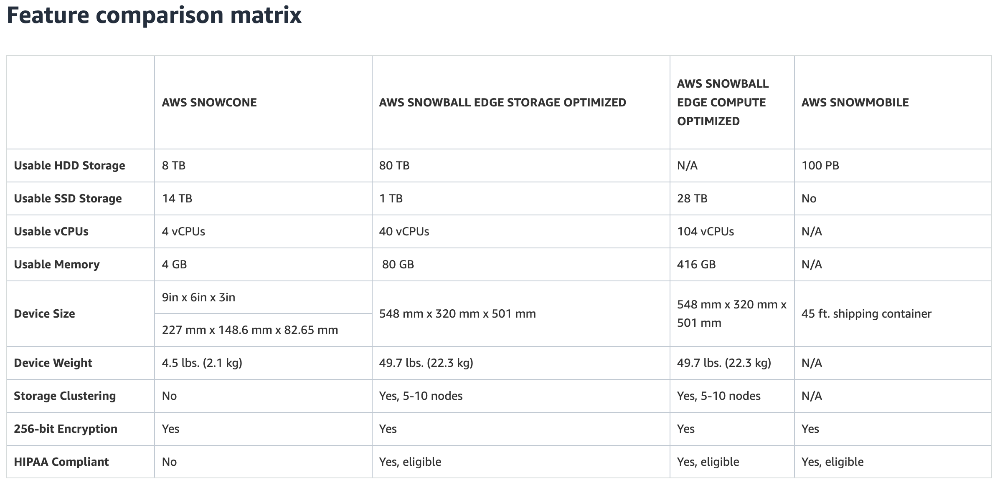 Feature comparison matrix
AWS SNOWCONE
AWS SNOWBALL EDGE STORAGE OPTIMIZED
AWS SNOWBALL
EDGE COMPUTE
OPTIMIZED
AWS SNOWMOBILE
Usable HDD Storage
8 TB
80 TB
N/A
100 PB
Usable SSD Storage
14 TB
1 TB
28 TB
No
Usable vCPUs
4 vCPUs
40 vCPUs
104 vCPUs
N/A
Usable Memory
4 GB
80 GB
416 GB
N/A
Device Size
9in x 6in x 3in
227 mm x 148.6 mm x 82.65 mm
548 mm x 320 mm x 501 mm
548 mm x 320 mm x
501 mm
45 ft. shipping container
Device Weight
4.5 lbs. (2.1 kg)
49.7 lbs. (22.3 kg)
49.7 lbs. (22.3 kg)
N/A
Storage Clustering
No
Yes, 5-10 nodes
Yes, 5-10 nodes
N/A
256-bit Encryption
Yes
Yes
Yes
Yes
HIPAA Compliant
No
Yes, eligible
Yes, eligible
Yes, eligible